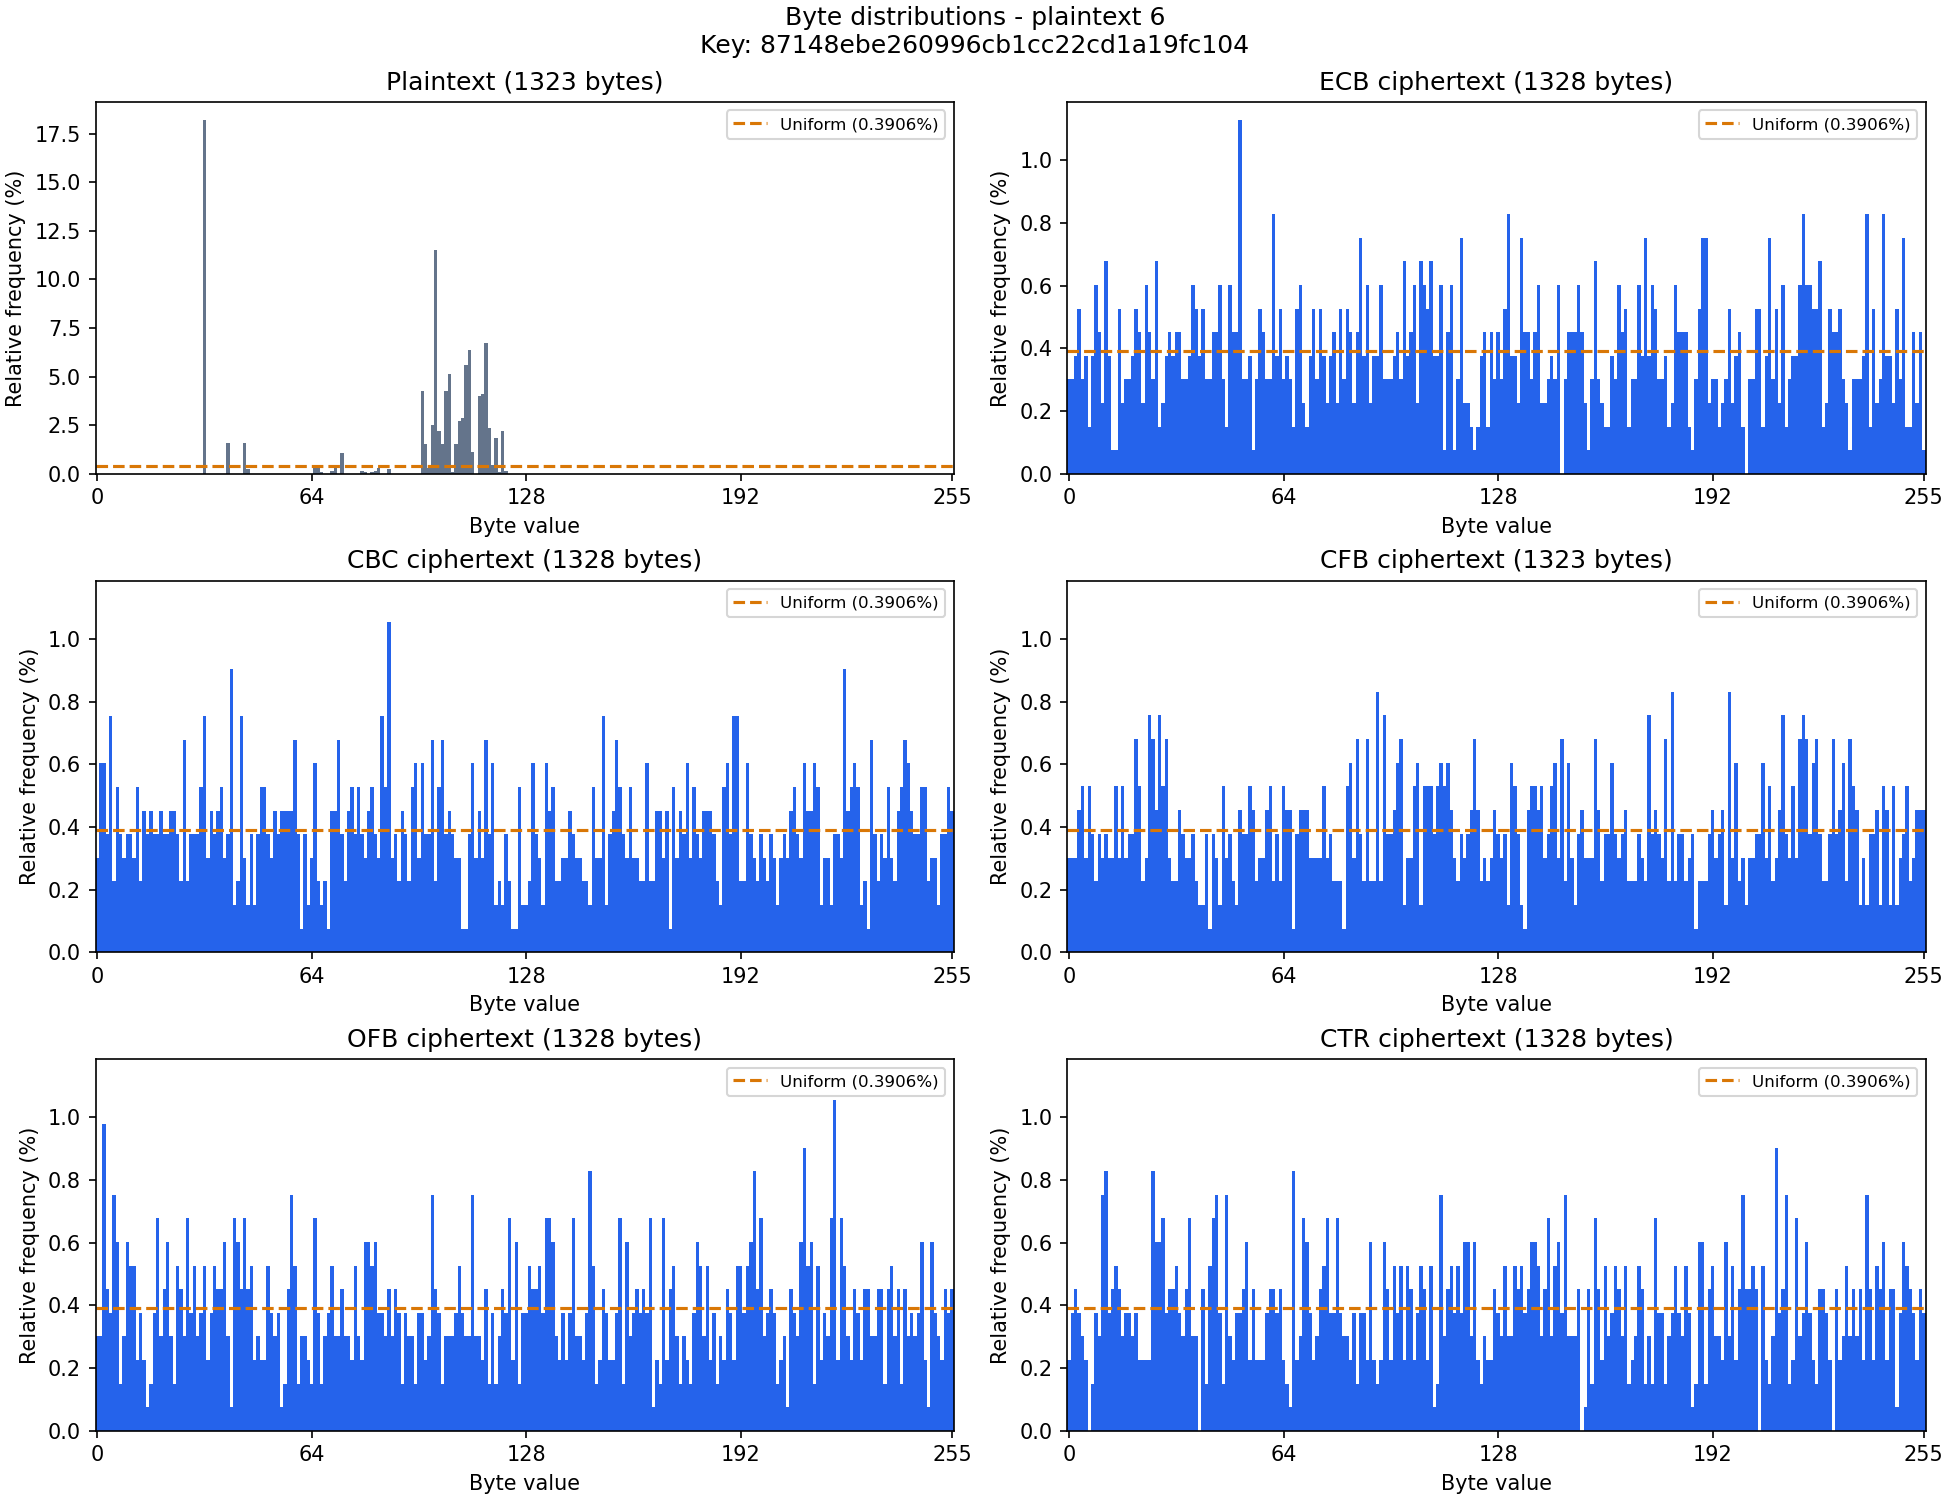 Byte distributions - plaintext 6
Key: 87148ebe260996cb1cc22cd1a19fc104
Plaintext (1323 bytes)
Uniform (0.3906%)
Relative frequency (%)
17.5
15.0
12.5
10.0
7.5
5.0
2.5
0.0
0 64 128 192 255
Byte value
ECB ciphertext (1328 bytes)
Uniform (0.3906%)
Relative frequency (%)
1.0
0.8
0.6
0.4
0.2
0.0
0 64 128 192 255
Byte value
CBC ciphertext (1328 bytes)
Uniform (0.3906%)
Relative frequency (%)
1.0
0.8
0.6
0.4
0.2
0.0
0 64 128 192 255
Byte value
CFB ciphertext (1323 bytes)
Uniform (0.3906%)
Relative frequency (%)
1.0
0.8
0.6
0.4
0.2
0.0
0 64 128 192 255
Byte value
OFB ciphertext (1328 bytes)
Uniform (0.3906%)
Relative frequency (%)
1.0
0.8
0.6
0.4
0.2
0.0
0 64 128 192 255
Byte value
CTR ciphertext (1328 bytes)
Uniform (0.3906%)
Relative frequency (%)
1.0
0.8
0.6
0.4
0.2
0.0
0 64 128 192 255
Byte value